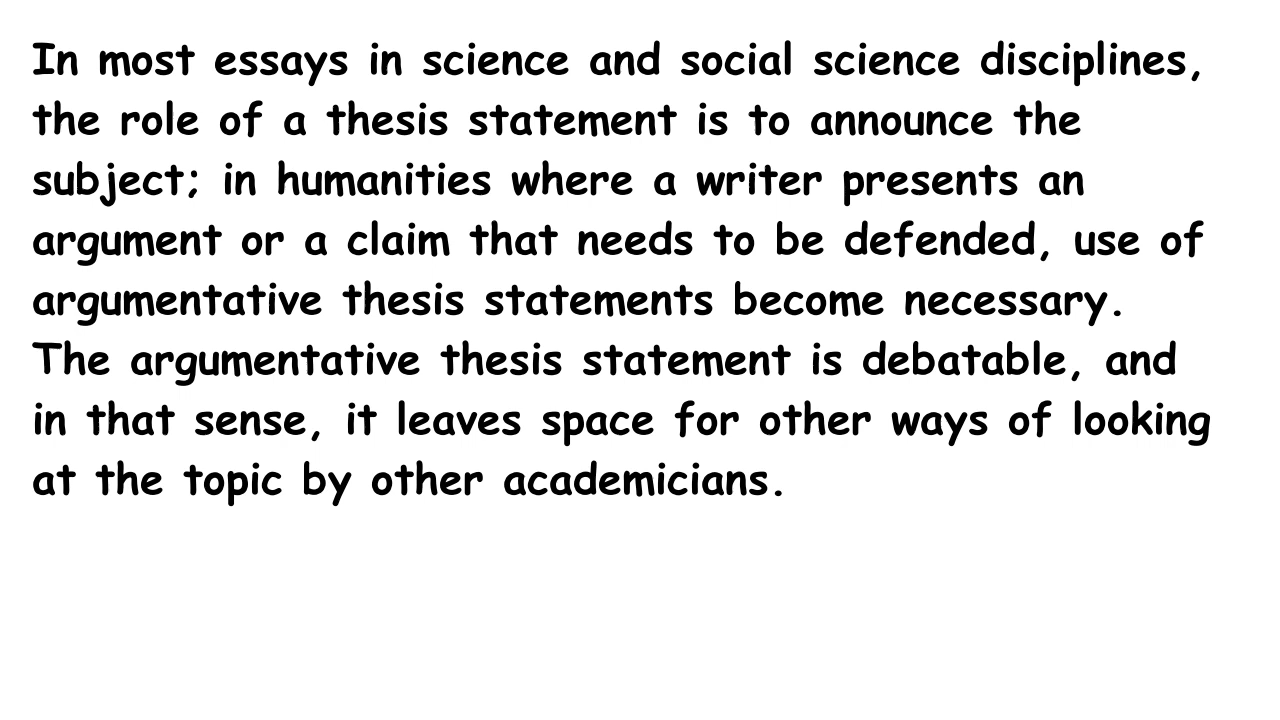 In most essays in science and social science disciplines,
the role of a thesis statement is to announce the
subject; in humanities where a writer presents an
argument or a claim that needs to be defended, use of
argumentative thesis statements become necessary.
The argumentative thesis statement is debatable, and
in that sense, it leaves space for other ways of looking
at the topic by other academicians.